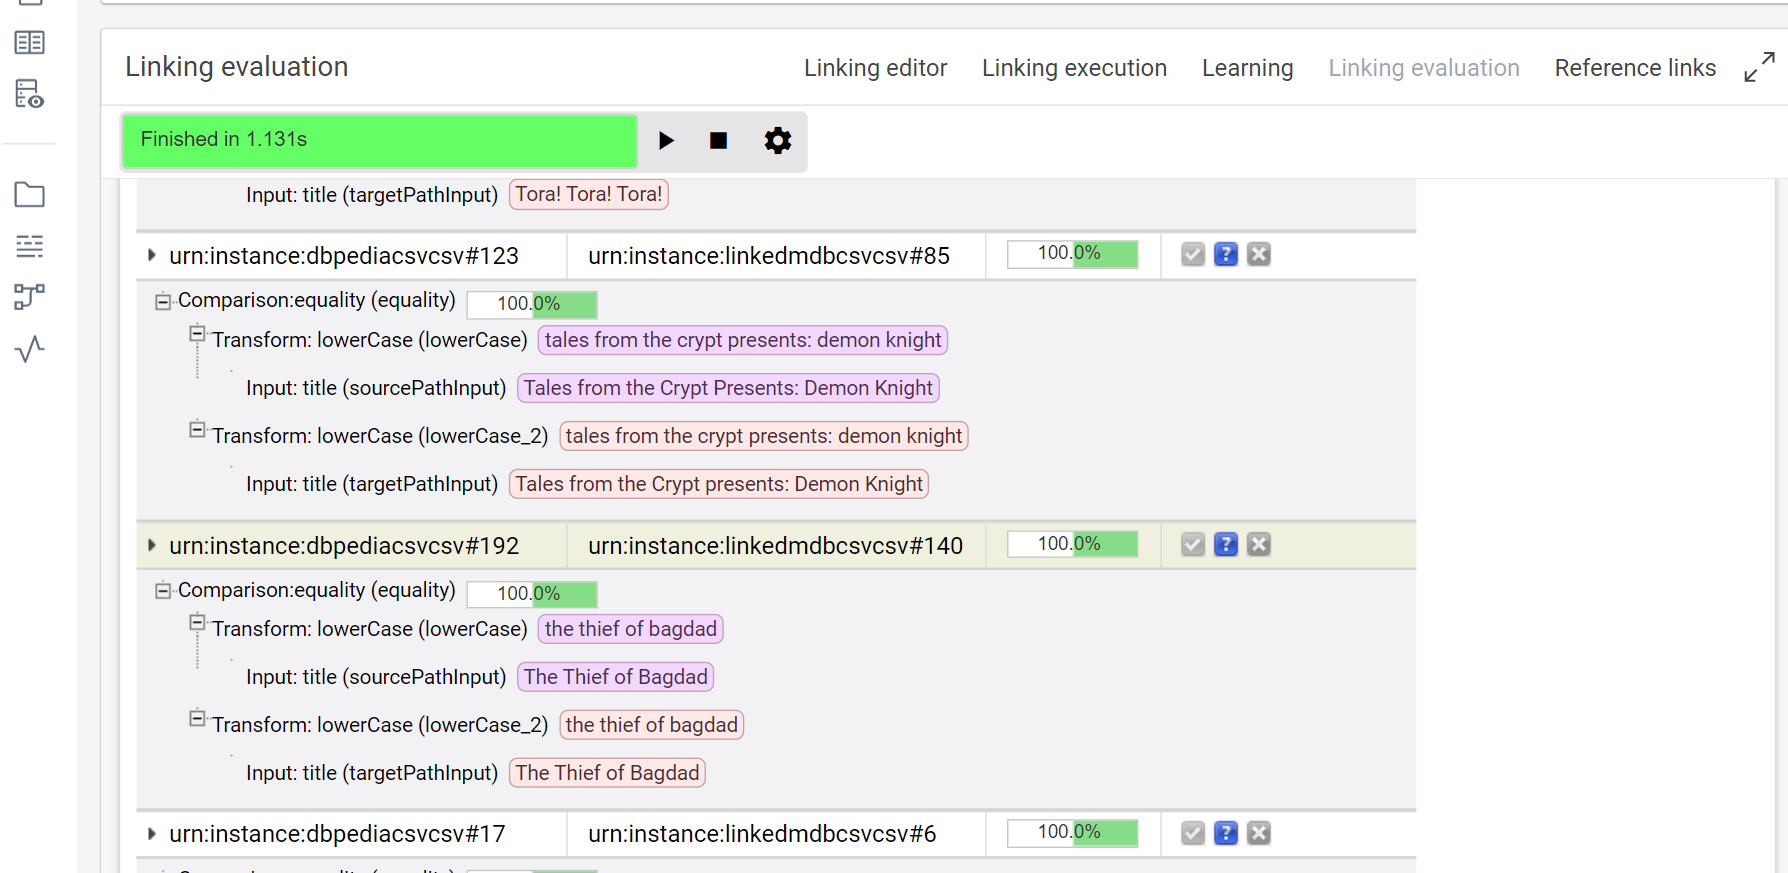 Linking evaluation Linking editor Linking execution Learning Linking evaluation Reference links
Finished in 1.131s
Input: title (targetPathInput) Tora! Tora! Tora!
urn:instance:dbpediacsvcsv#123 urn:instance:linkedmdbcsvcsv#85 100.0% ?
Comparison:equality (equality) 100.0%
Transform: lowerCase (lowerCase) tales from the crypt presents: demon knight
Input: title (sourcePathInput) Tales from the Crypt Presents: Demon Knight
Transform: lowerCase (lowerCase_2) tales from the crypt presents: demon knight
Input: title (targetPathInput) Tales from the Crypt presents: Demon Knight
urn:instance:dbpediacsvcsv#192 urn:instance:linkedmdbcsvcsv#140 100.0% ?
Comparison:equality (equality) 100.0%
Transform: lowerCase (lowerCase) the thief of bagdad
Input: title (sourcePathInput) The Thief of Bagdad
Transform: lowerCase (lowerCase_2) the thief of bagdad
Input: title (targetPathInput) The Thief of Bagdad
urn:instance:dbpediacsvcsv#17 urn:instance:linkedmdbcsvcsv#6 100.0% ?